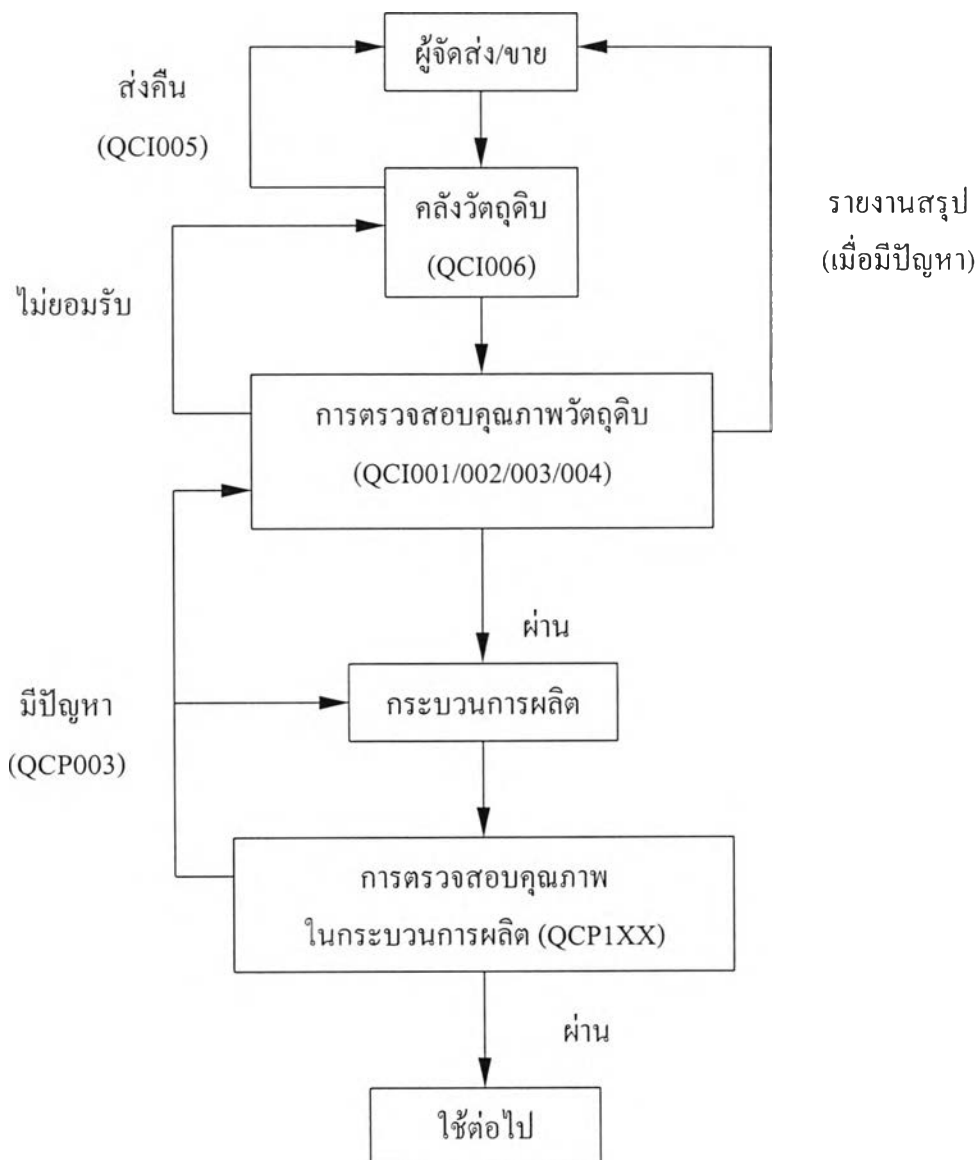 ผู้จัดส่ง/ขาย
ส่งคืน
(QCI005)
คลังวัตถุดิบ
(QCI006)
รายงานสรุป
(เมื่อมีปัญหา)
ไม่ยอมรับ
การตรวจสอบคุณภาพวัตถุดิบ
(QCI001/002/003/004)
ผ่าน
มีปัญหา
(QCP003)
กระบวนการผลิต
การตรวจสอบคุณภาพ
ในกระบวนการผลิต (QCP1XX)
ผ่าน
ใช้ต่อไป